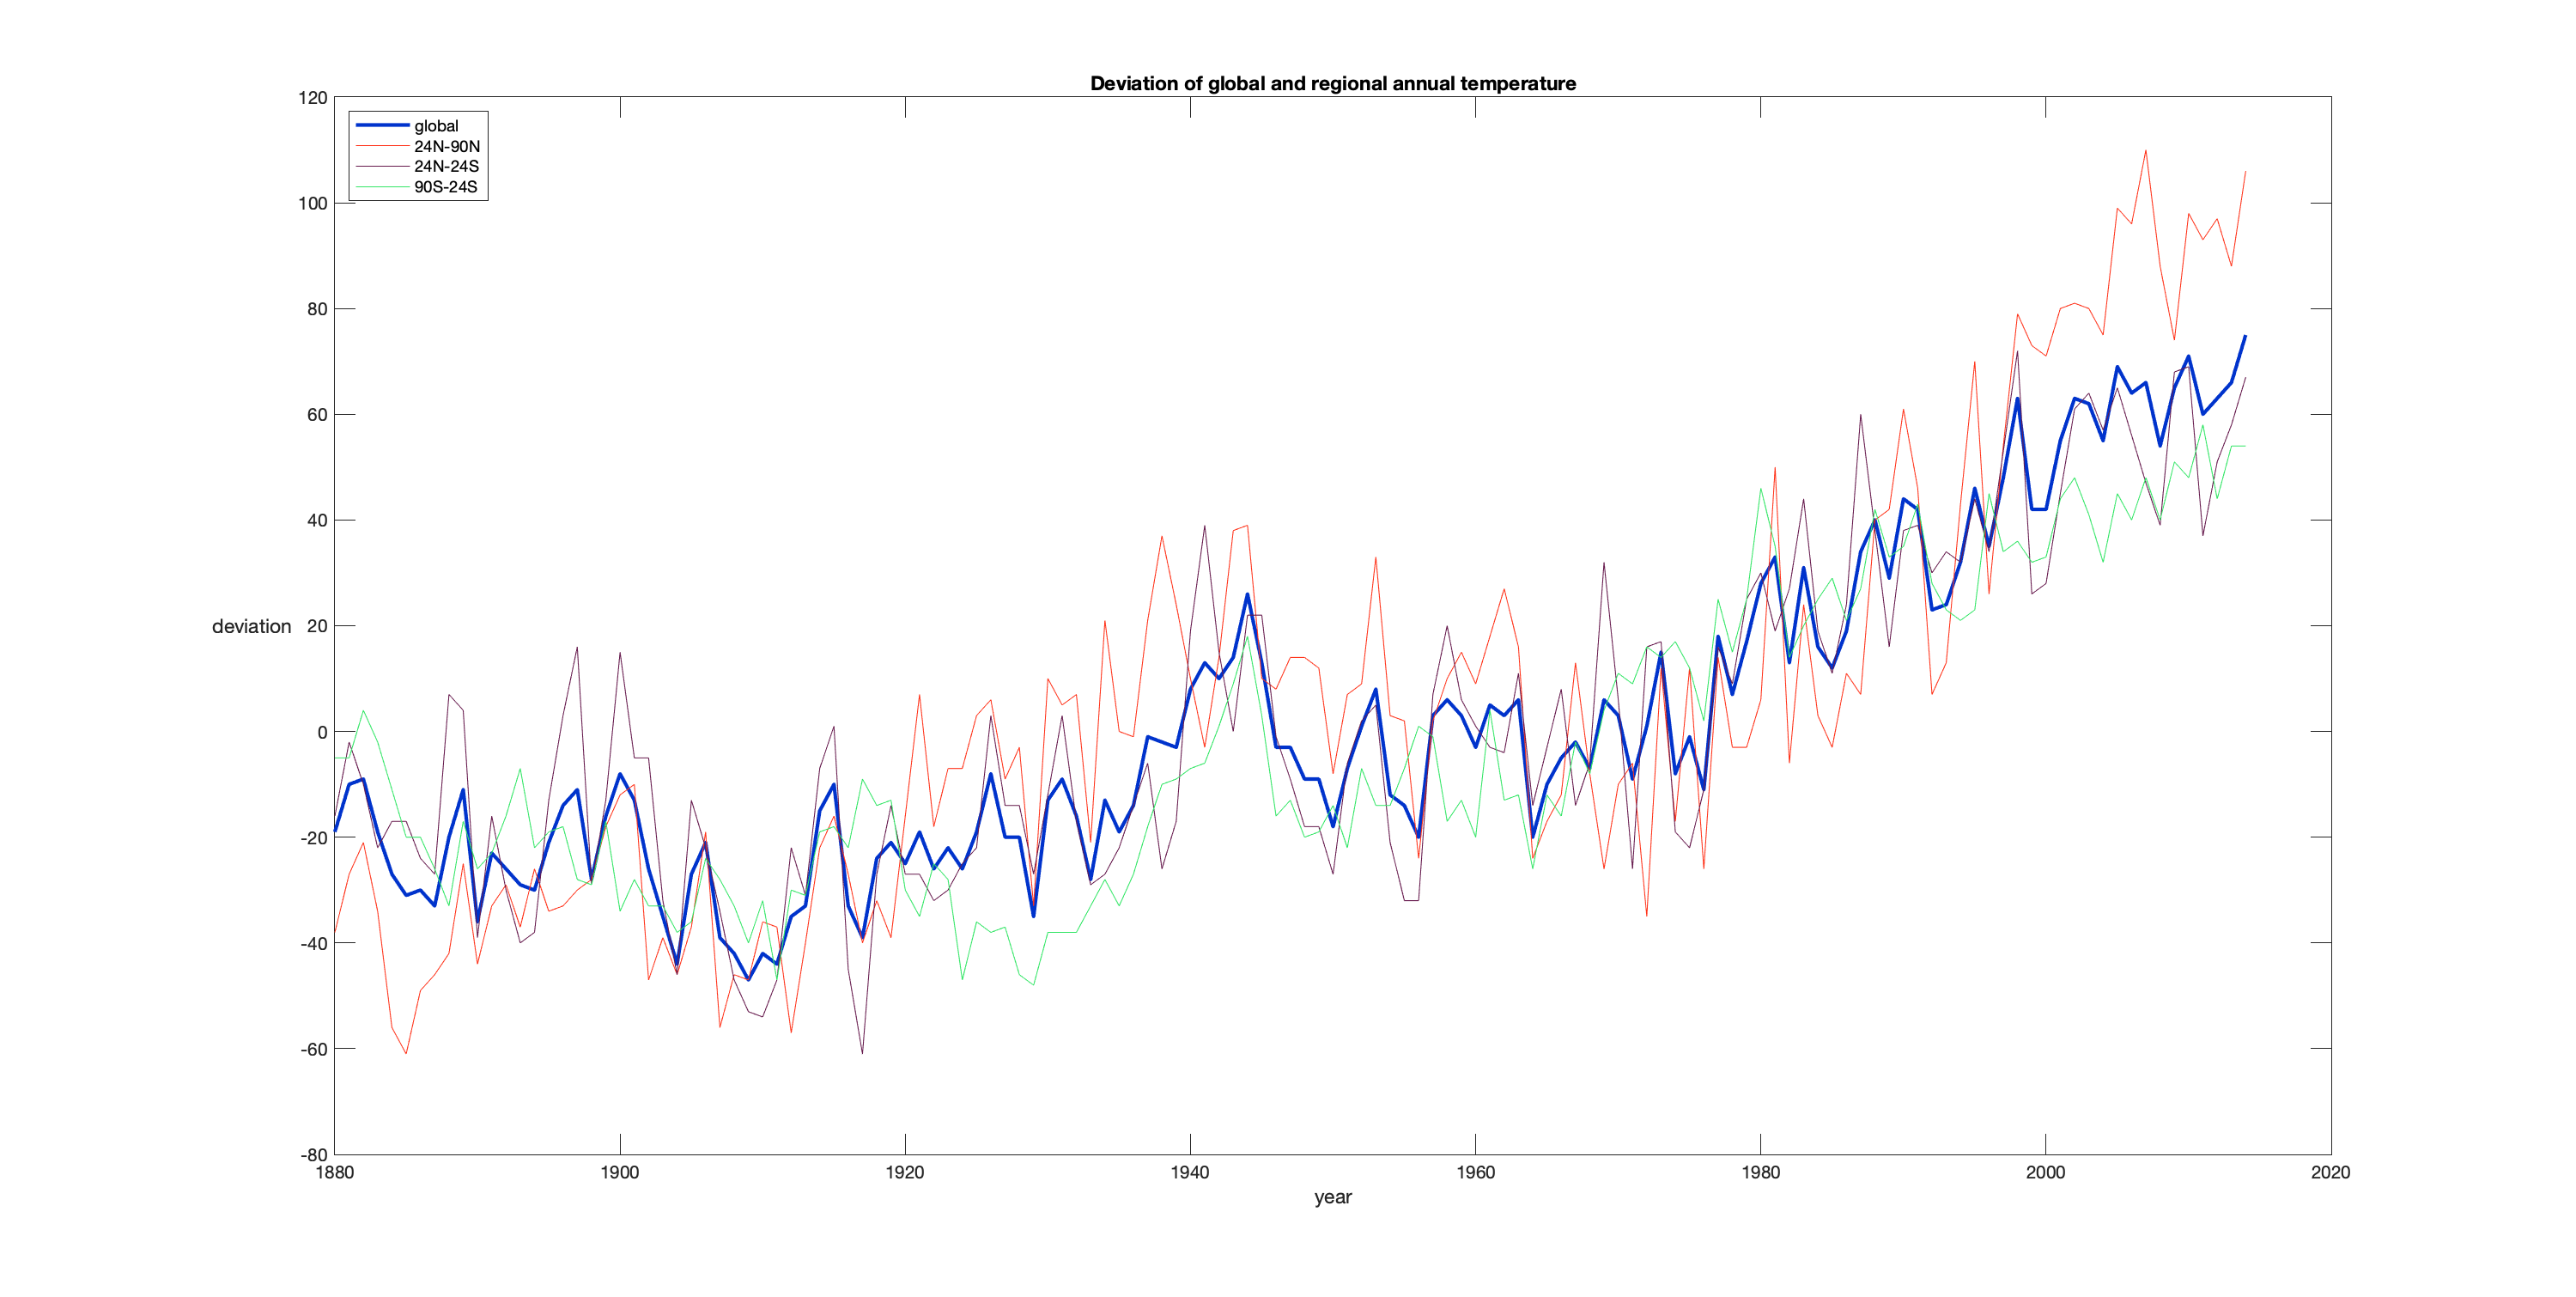 Deviation of global and regional annual temperature
120
global
24N-90N
24N-24S
90S-24S
100
80
60
40
deviation
20
0
-20
-40
-60
-80
1880 1900 1920 1940 1960 1980 2000 2020
year